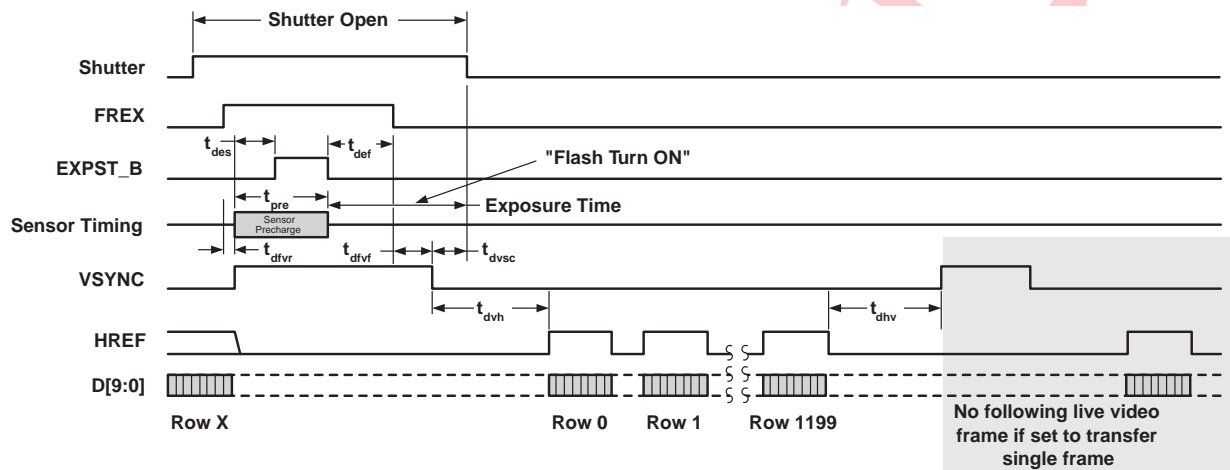 Shutter Open
Shutter
FREX
t des
t def
"Flash Turn ON"
EXPST_B
t pre
Exposure Time
Sensor Timing
Sensor
Precharge
t dfvr
t dfvf
t dvsc
VSYNC
t dvh
t dhv
HREF
D[9:0]
Row X
Row 0
Row 1
Row 1199
No following live video
frame if set to transfer
single frame